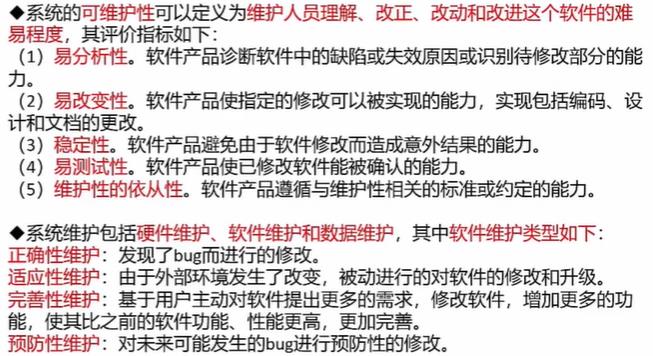 ◆系统的可维护性可以定义为维护人员理解、改正、改动和改进这个软件的难
易程度，其评价指标如下：
（1）易分析性。软件产品诊断软件中的缺陷或失效原因或识别待修改部分的能
力。
（2）易改变性。软件产品使指定的修改可以被实现的能力，实现包括编码、设
计和文档的更改。
（3）稳定性。软件产品避免由于软件修改而造成意外结果的能力。
（4）易测试性。软件产品使已修改软件能被确认的能力。
（5）维护性的依从性。软件产品遵循与维护性相关的标准或约定的能力。
◆系统维护包括硬件维护、软件维护和数据维护，其中软件维护类型如下：
正确性维护：发现了bug而进行的修改。
适应性维护：由于外部环境发生了改变，被动进行的对软件的修改和升级。
完善性维护：基于用户主动对软件提出更多的需求，修改软件，增加更多的功
能，使其比之前的软件功能、性能更高，更加完善。
预防性维护：对未来可能发生的bug进行预防性的修改。